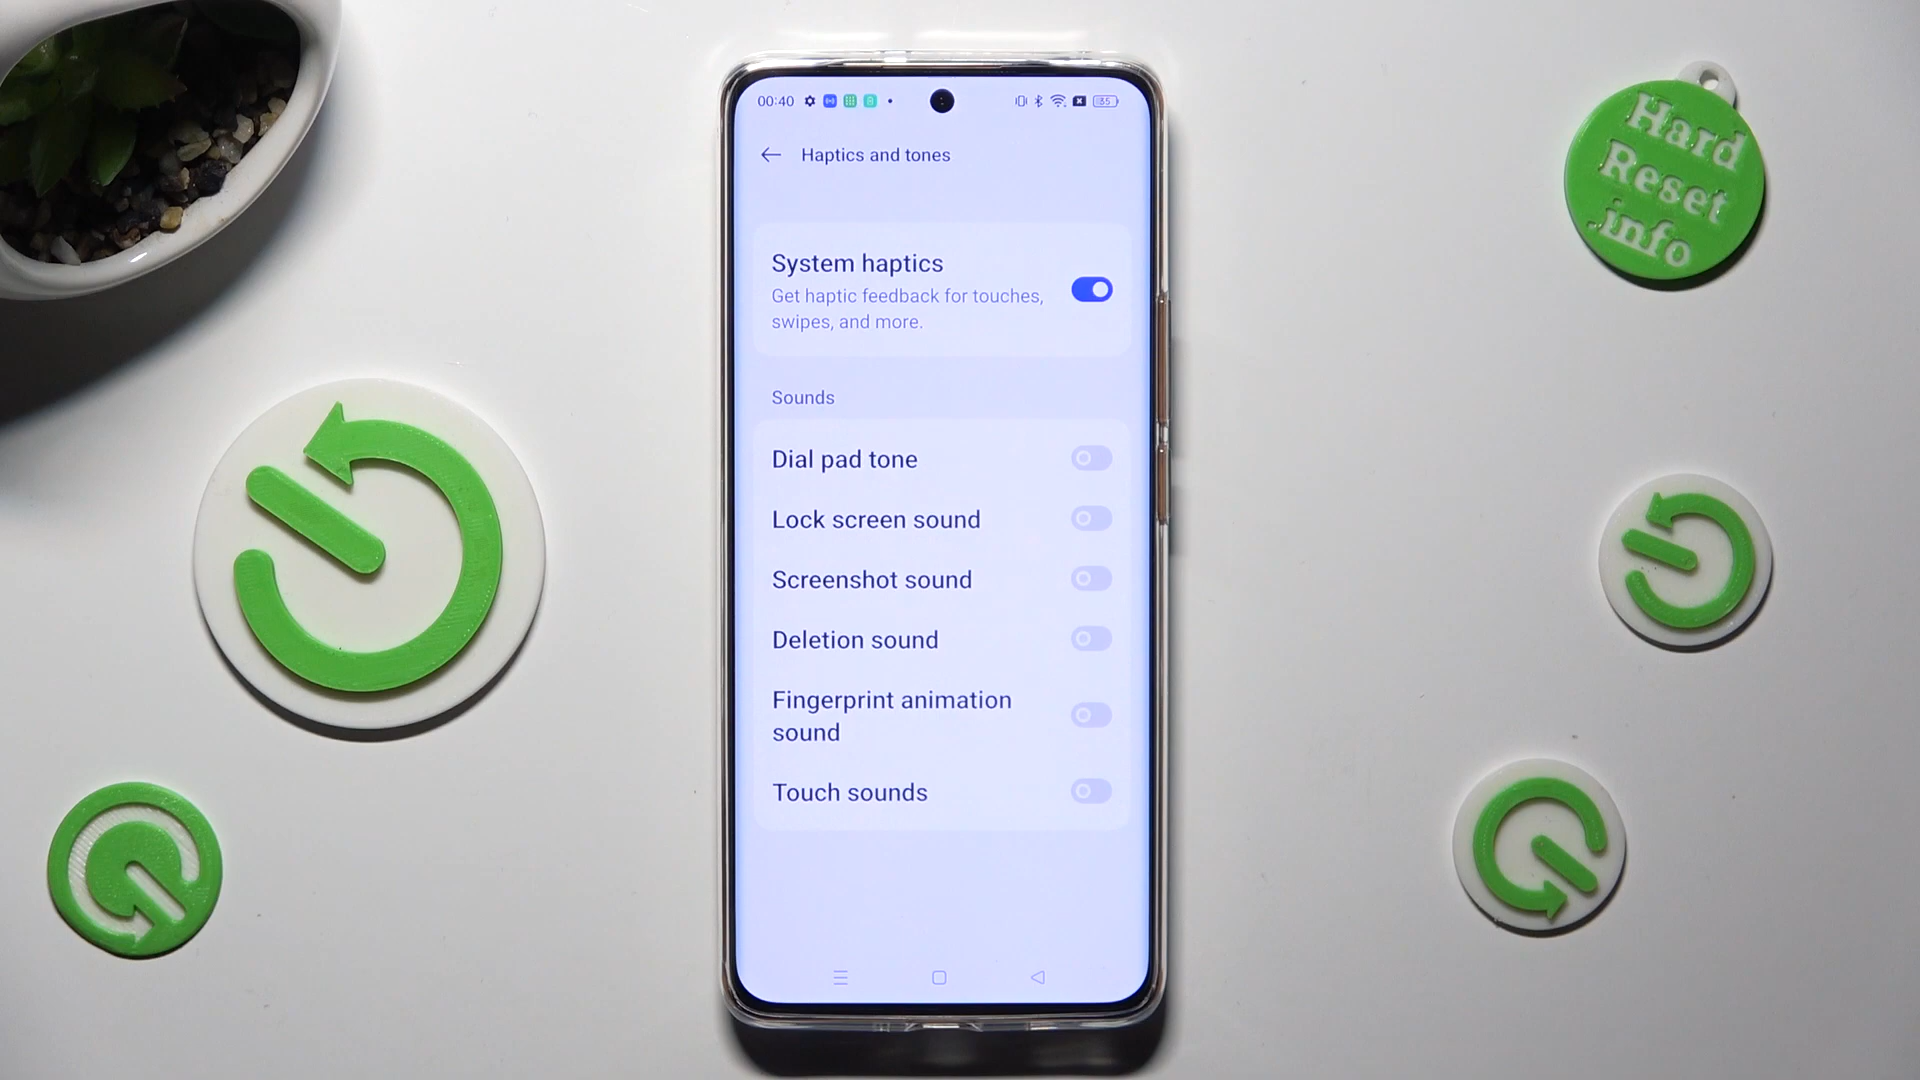 00:40
35
Haptics and tones
System haptics
Get haptic feedback for touches,
swipes, and more.
Sounds
Dial pad tone
Lock screen sound
Screenshot sound
Deletion sound
Fingerprint animation
sound
Touch sounds
Hard
Reset
.info